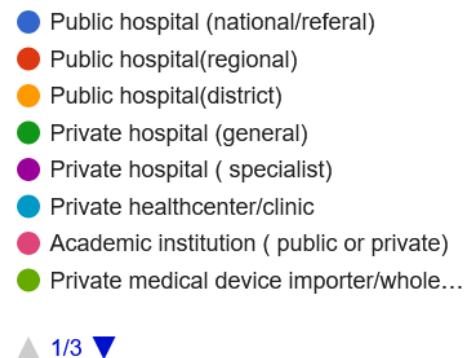 Public hospital (national/referal)
Public hospital(regional)
Public hospital(district)
Private hospital (general)
Private hospital ( specialist)
Private healthcenter/clinic
Academic institution ( public or private)
Private medical device importer/whole…
1/3